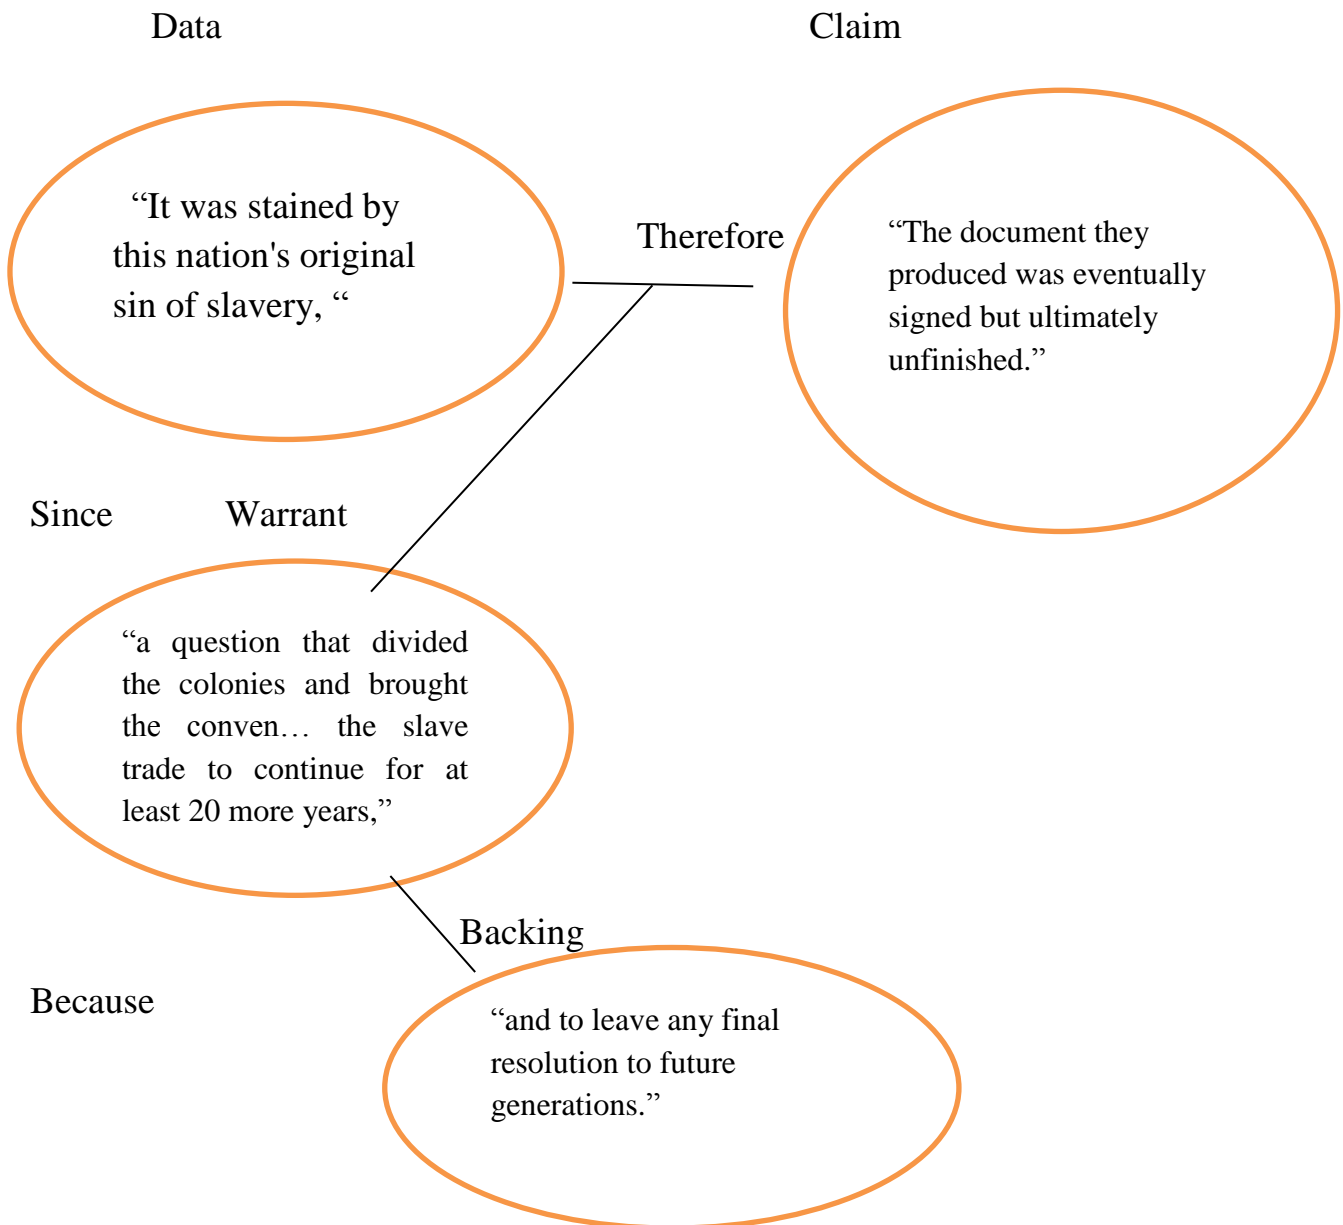 Data
Claim
“It was stained by
this nation's original
sin of slavery, “
Therefore
“The document they
produced was eventually
signed but ultimately
unfinished.”
Since
Warrant
“a question that divided
the colonies and brought
the conven… the slave
trade to continue for at
least 20 more years,”
Backing
Because
“and to leave any final
resolution to future
generations.”